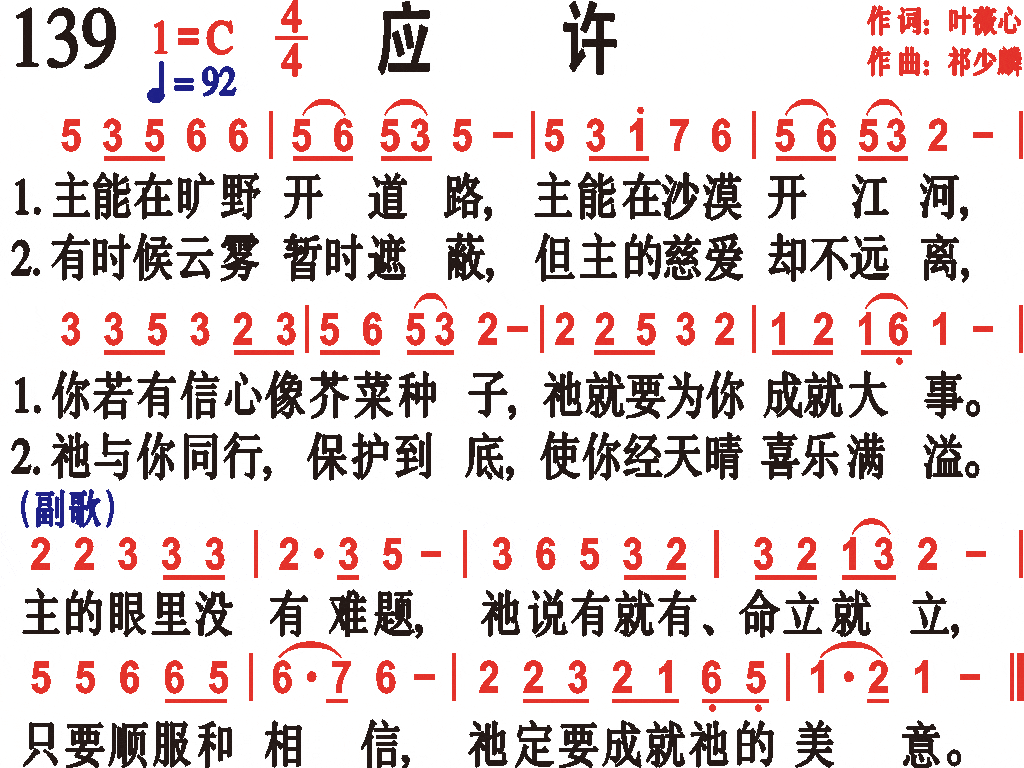 139 1=C 4/4 应 许 作词：叶薇心
♩=92 作曲：祁少麟
5 3 5 6 6 | 5 6 5 3 5 － | 5 3 i 7 6 | 5 6 5 3 2 － |
1.主能在旷野 开 道 路，主能在沙漠 开 江 河，
2.有时候云雾 暂时遮 蔽，但主的慈爱 却不远 离，
3 3 5 3 2 3 | 5 6 5 3 2 － | 2 2 5 3 2 | 1 2 1 6̣ 1 － |
1.你若有信心像芥菜种 子，祂就要为你 成就大 事。
2.祂与你同行，保护到 底，使你经天晴 喜乐满 溢。
（副歌）
2 2 3 3 3 | 2 · 3 5 － | 3 6 5 3 2 | 3 2 1 3 2 － |
主的眼里没 有 难题，祂说有就有、命立就 立，
5 5 6 6 5 | 6 · 7 6 － | 2 2 3 2 1 6̣ 5̣ | 1 · 2 1 － ‖
只要顺服和 相 信，祂定要成就祂的 美 意。